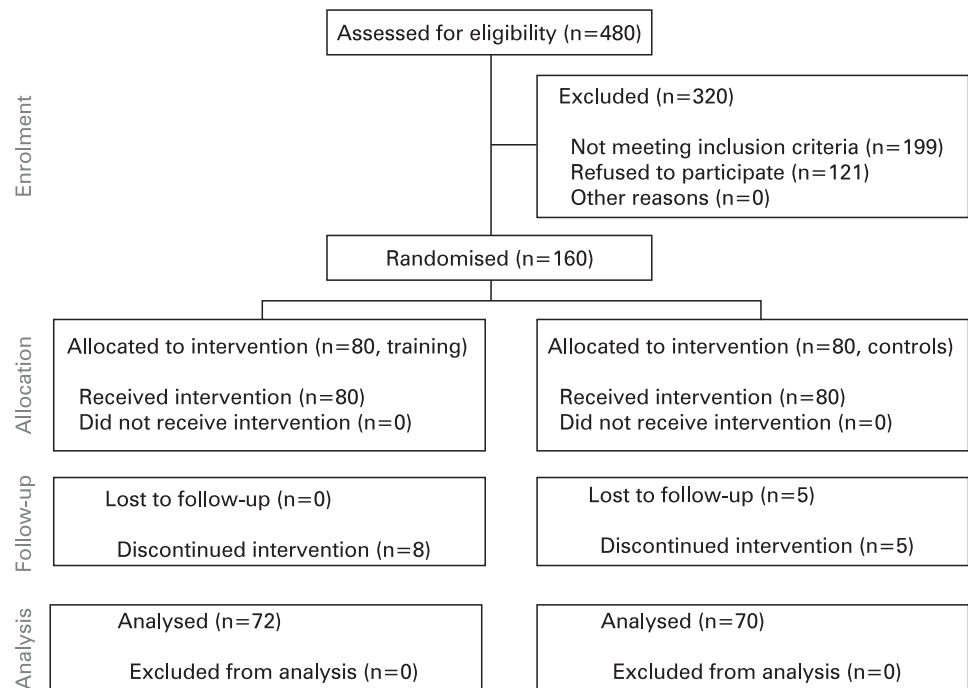 Assessed for eligibility (n=480)
Enrolment
Excluded (n=320)
Not meeting inclusion criteria (n=199)
Refused to participate (n=121)
Other reasons (n=0)
Randomised (n=160)
Allocation
Allocated to intervention (n=80, training)
Received intervention (n=80)
Did not receive intervention (n=0)
Allocated to intervention (n=80, controls)
Received intervention (n=80)
Did not receive intervention (n=0)
Follow-up
Lost to follow-up (n=0)
Discontinued intervention (n=8)
Lost to follow-up (n=5)
Discontinued intervention (n=5)
Analysis
Analysed (n=72)
Excluded from analysis (n=0)
Analysed (n=70)
Excluded from analysis (n=0)